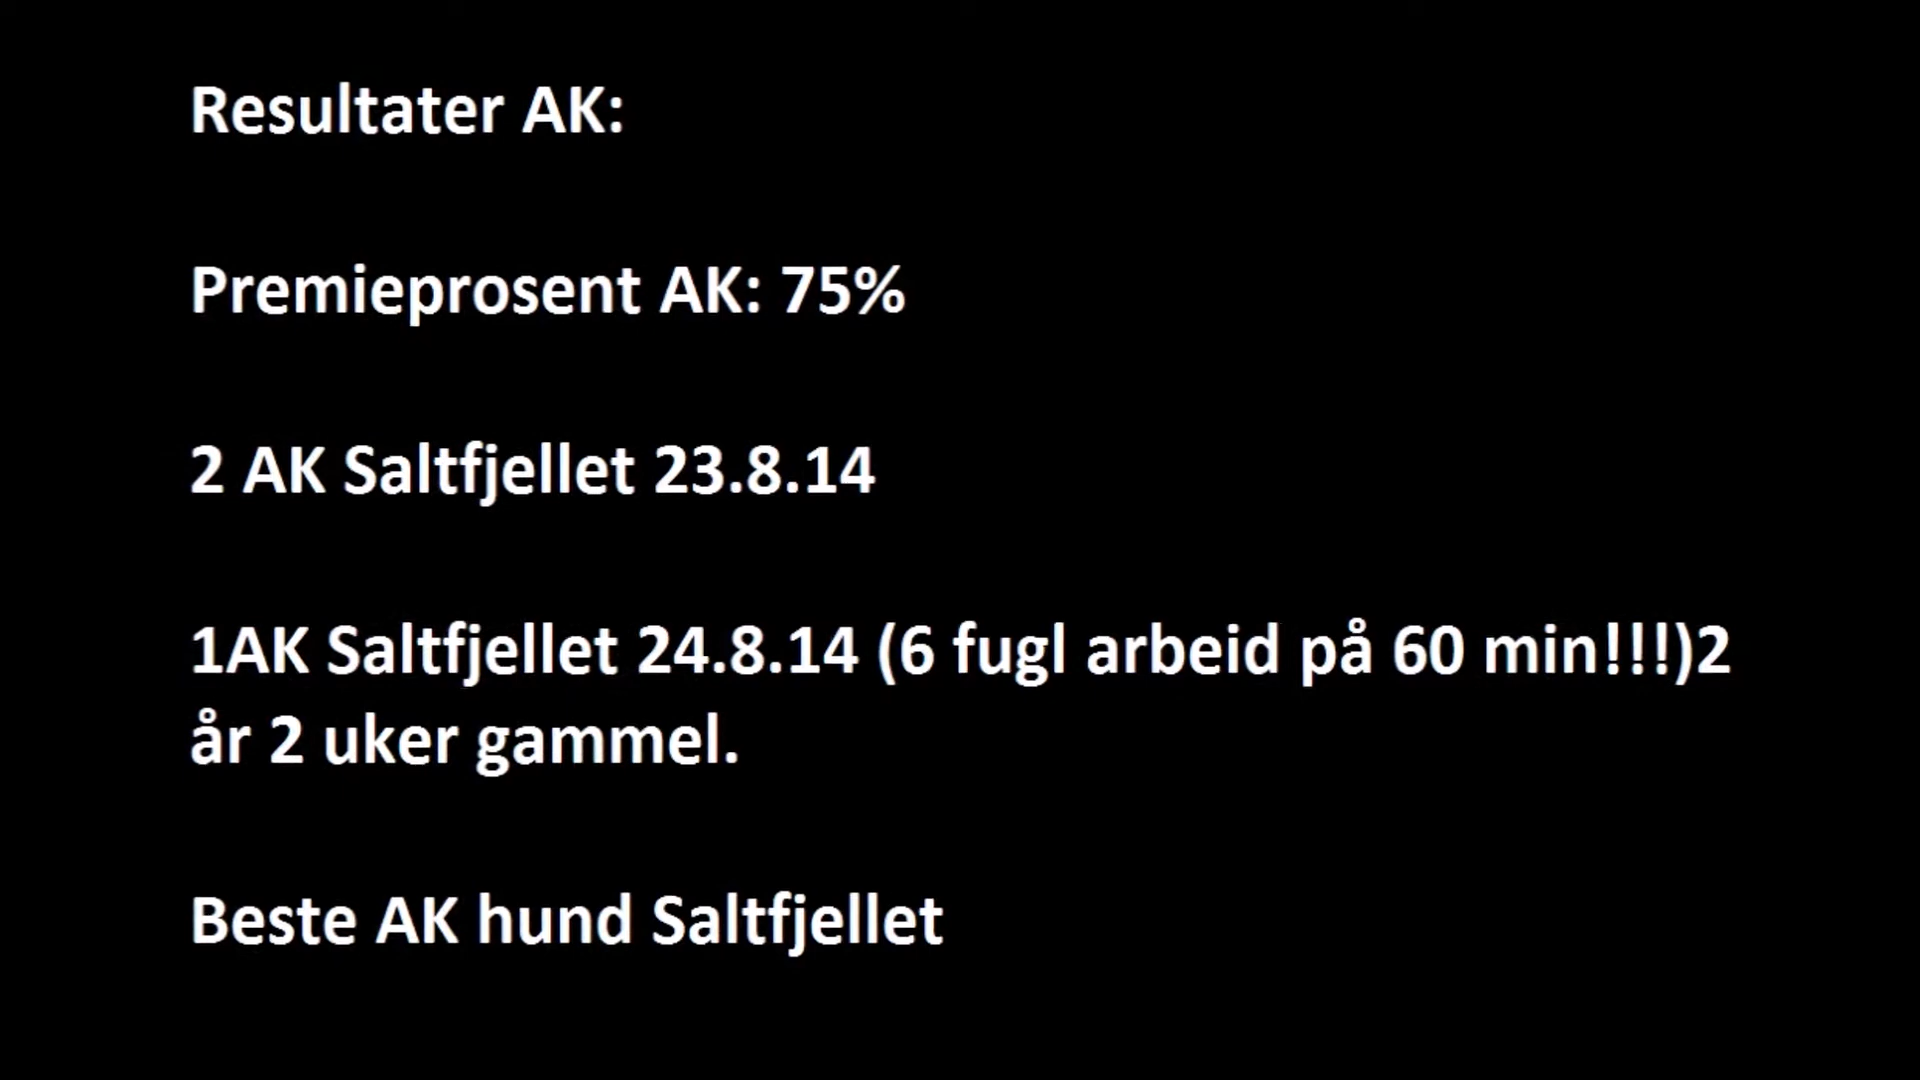 Resultater AK:
Premieprosent AK: 75%
2 AK Saltfjellet 23.8.14
1AK Saltfjellet 24.8.14 (6 fugl arbeid på 60 min!!!)2
år 2 uker gammel.
Beste AK hund Saltfjellet